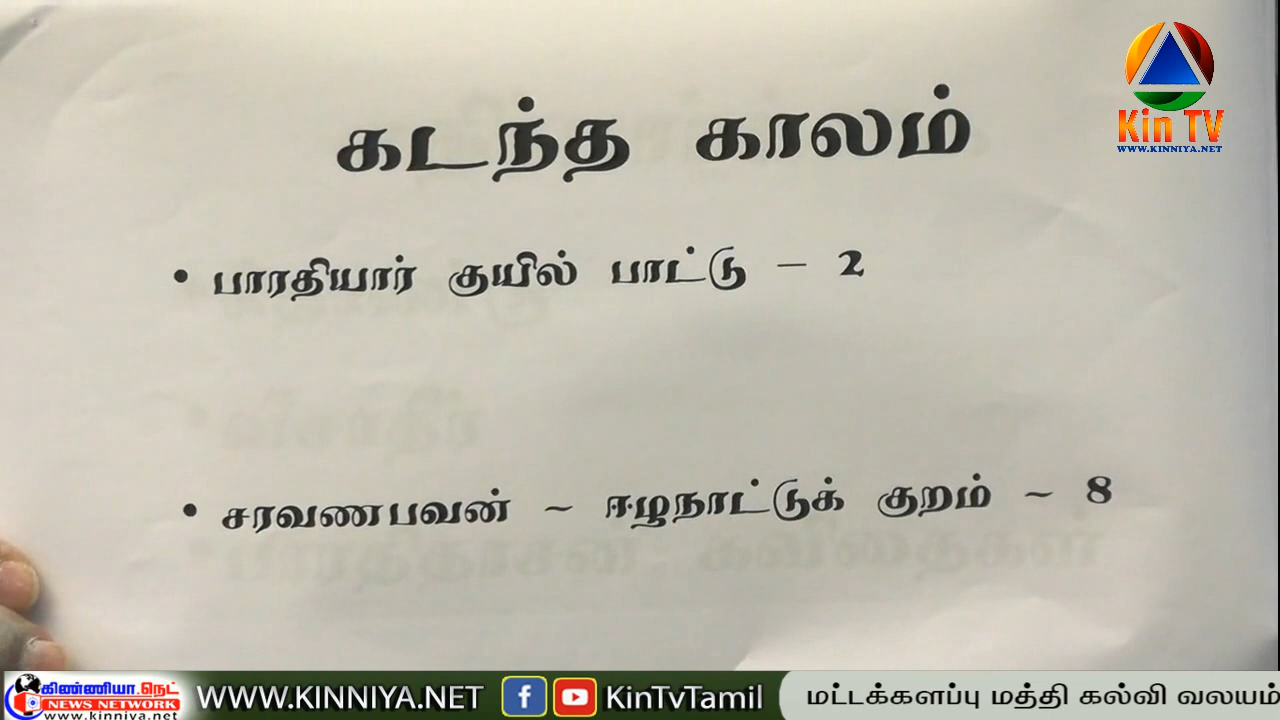 Kin TV
WWW.KINNIYA.NET
கடந்த காலம்
• பாரதியார் குயில் பாட்டு – 2
• சரவணபவன் ~ ஈழநாட்டுக் குறம் ~ 8
கிண்ணியா.நெட்
NEWS NETWORK
www.kinniya.net
WWW.KINNIYA.NET
KinTvTamil
மட்டக்களப்பு மத்தி கல்வி வலயம்